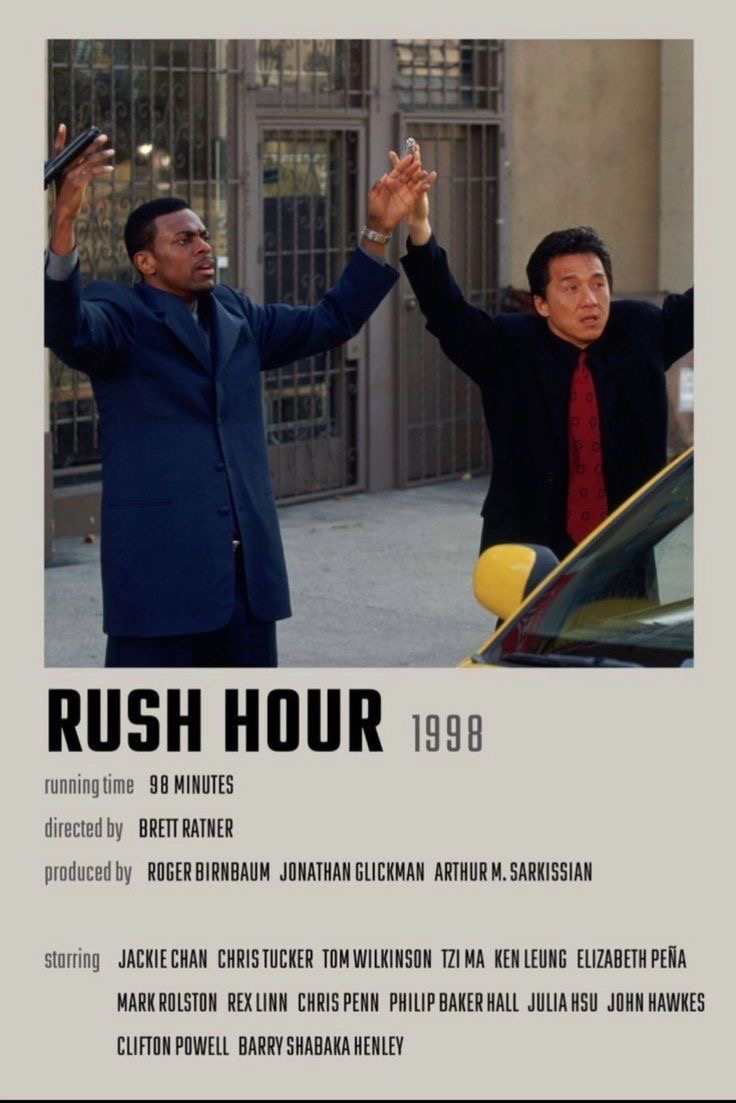 RUSH HOUR 1998
running time 98 MINUTES
directed by BRETT RATNER
produced by ROGER BIRNBAUM JONATHAN GLICKMAN ARTHUR M. SARKISSIAN
starring JACKIE CHAN CHRIS TUCKER TOM WILKINSON TZI MA KEN LEUNG ELIZABETH PEÑA
MARK ROLSTON REX LINN CHRIS PENN PHILIP BAKER HALL JULIA HSU JOHN HAWKES
CLIFTON POWELL BARRY SHABAKA HENLEY